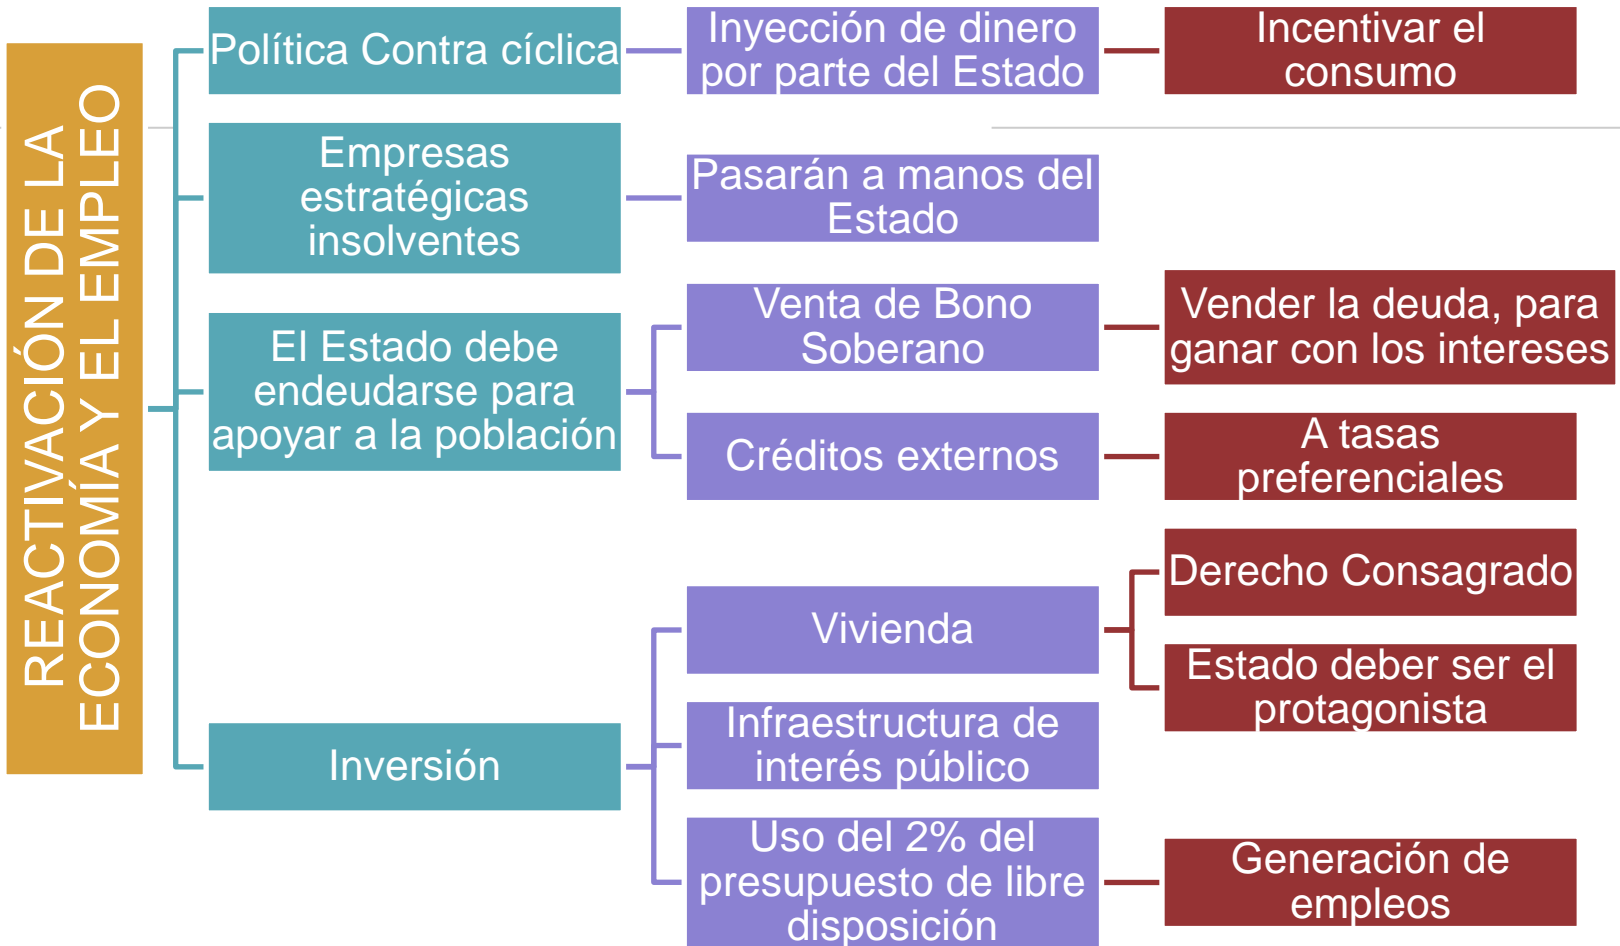 REACTIVACIÓN DE LA
ECONOMÍA Y EL EMPLEO
Política Contra cíclica
Inyección de dinero
por parte del Estado
Incentivar el
consumo
Empresas
estratégicas
insolventes
Pasarán a manos del
Estado
El Estado debe
endeudarse para
apoyar a la población
Venta de Bono
Soberano
Vender la deuda, para
ganar con los intereses
Créditos externos
A tasas
preferenciales
Inversión
Vivienda
Derecho Consagrado
Estado deber ser el
protagonista
Infraestructura de
interés público
Uso del 2% del
presupuesto de libre
disposición
Generación de
empleos